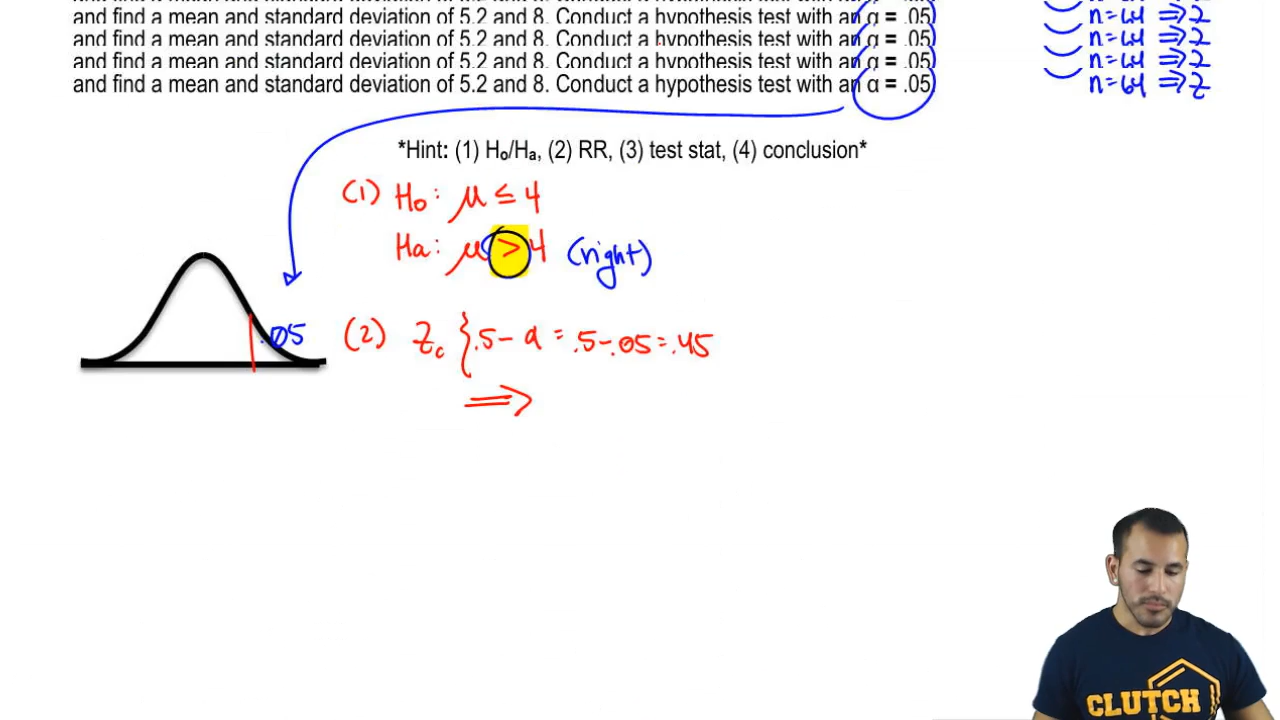 and find a mean and standard deviation of 5.2 and 8. Conduct a hypothesis test with an α = .05) n=64 ⇒ z
and find a mean and standard deviation of 5.2 and 8. Conduct a hypothesis test with an α = .05) n=64 ⇒ z
and find a mean and standard deviation of 5.2 and 8. Conduct a hypothesis test with an α = .05) n=64 ⇒ z
and find a mean and standard deviation of 5.2 and 8. Conduct a hypothesis test with an α = .05) n=64 ⇒ z
*Hint: (1) H₀/Hₐ, (2) RR, (3) test stat, (4) conclusion*
(1) H₀: μ ≤ 4
Ha: μ > 4 (right)
.05
(2) Zc { .5 - α = .5-.05=.45
⇒
CLUTCH